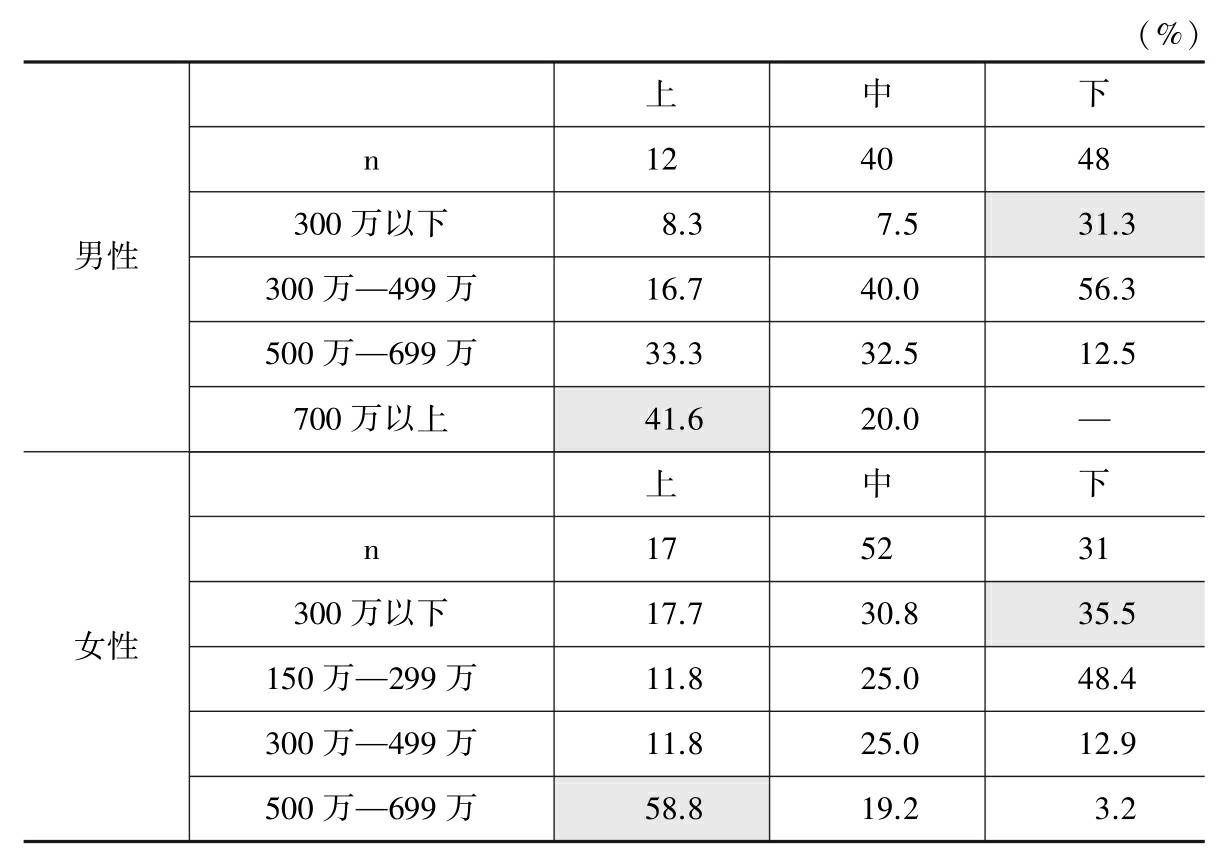 (%)
上 中 下
n 12 40 48
300万以下 8.3 7.5 31.3
男性
300万—499万 16.7 40.0 56.3
500万—699万 33.3 32.5 12.5
700万以上 41.6 20.0 —
上 中 下
n 17 52 31
300万以下 17.7 30.8 35.5
女性
150万—299万 11.8 25.0 48.4
300万—499万 11.8 25.0 12.9
500万—699万 58.8 19.2 3.2